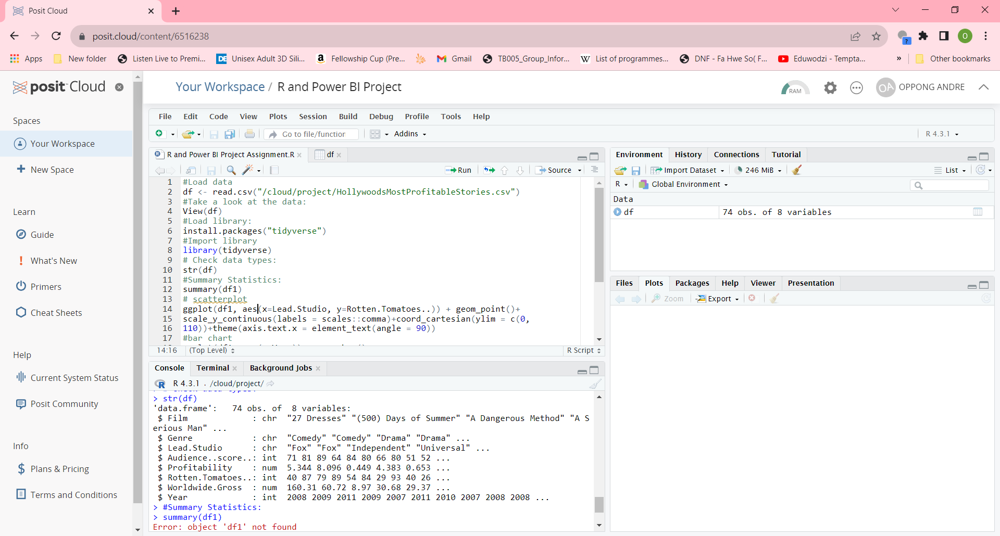 Posit Cloud
posit.cloud/content/6516238
O
Apps New folder Listen Live to Premi... DE Unisex Adult 3D Sili... a Fellowship Cup (Pre... Gmail TB005_Group_Infor... W List of programmes... DNF - Fa Hwe So( F... Eduwodzi - Tempta... » Other bookmarks
posit Cloud
Your Workspace / R and Power BI Project
RAM
OA OPPONG ANDRE
Spaces
Your Workspace
New Space
Learn
Guide
What's New
Primers
Cheat Sheets
Help
Current System Status
Posit Community
Info
Plans & Pricing
Terms and Conditions
File Edit Code View Plots Session Build Debug Profile Tools Help
Go to file/function Addins R 4.3.1
R and Power BI Project Assignment.R df
Run Source
1 #Load data
2 df <- read.csv("/cloud/project/HollywoodsMostProfitableStories.csv")
3 #Take a look at the data:
4 View(df)
5 #Load library:
6 install.packages("tidyverse")
7 #Import library
8 library(tidyverse)
9 # Check data types:
10 str(df)
11 #Summary Statistics:
12 summary(df1)
13 # scatterplot
14 ggplot(df1, aes(x=Lead.Studio, y=Rotten.Tomatoes..)) + geom_point()+
15 scale_y_continuous(labels = scales::comma)+coord_cartesian(ylim = c(0,
16 110))+theme(axis.text.x = element_text(angle = 90))
17 #bar chart
14:16 (Top Level) R Script
Console Terminal Background Jobs
R 4.3.1 . /cloud/project/
> str(df)
'data.frame': 74 obs. of 8 variables:
$ Film : chr "27 Dresses" "(500) Days of Summer" "A Dangerous Method" "A S
erious Man" ...
$ Genre : chr "Comedy" "Comedy" "Drama" "Drama" ...
$ Lead.Studio : chr "Fox" "Fox" "Independent" "Universal" ...
$ Audience..score..: int 71 81 89 64 84 80 66 80 51 52 ...
$ Profitability : num 5.344 8.096 0.449 4.383 0.653 ...
$ Rotten.Tomatoes..: int 40 87 79 89 54 84 29 93 40 26 ...
$ Worldwide.Gross : num 160.31 60.72 8.97 30.68 29.37 ...
$ Year : int 2008 2009 2011 2009 2007 2011 2010 2007 2008 2008 ...
> #Summary Statistics:
> summary(df1)
Error: object 'df1' not found
Environment History Connections Tutorial
Import Dataset 246 MiB List
R Global Environment
Data
df 74 obs. of 8 variables
Files Plots Packages Help Viewer Presentation
Zoom Export